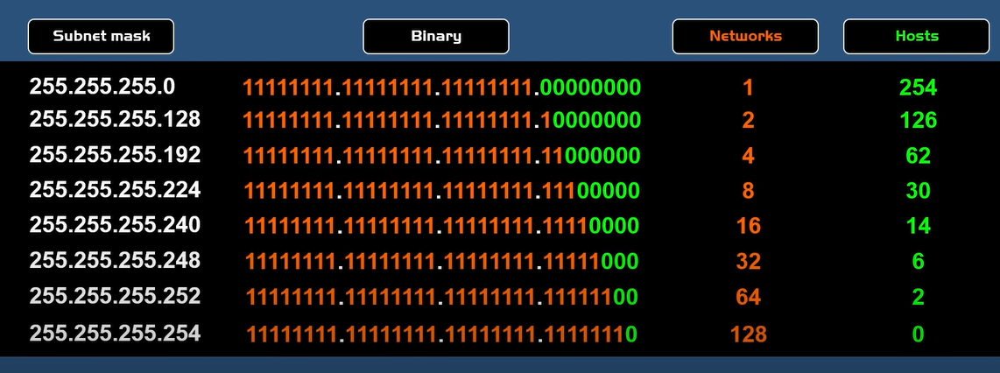 Subnet mask Binary Networks Hosts
255.255.255.0 11111111.11111111.11111111.00000000 1 254
255.255.255.128 11111111.11111111.11111111.10000000 2 126
255.255.255.192 11111111.11111111.11111111.11000000 4 62
255.255.255.224 11111111.11111111.11111111.11100000 8 30
255.255.255.240 11111111.11111111.11111111.11110000 16 14
255.255.255.248 11111111.11111111.11111111.11111000 32 6
255.255.255.252 11111111.11111111.11111111.11111100 64 2
255.255.255.254 11111111.11111111.11111111.11111110 128 0